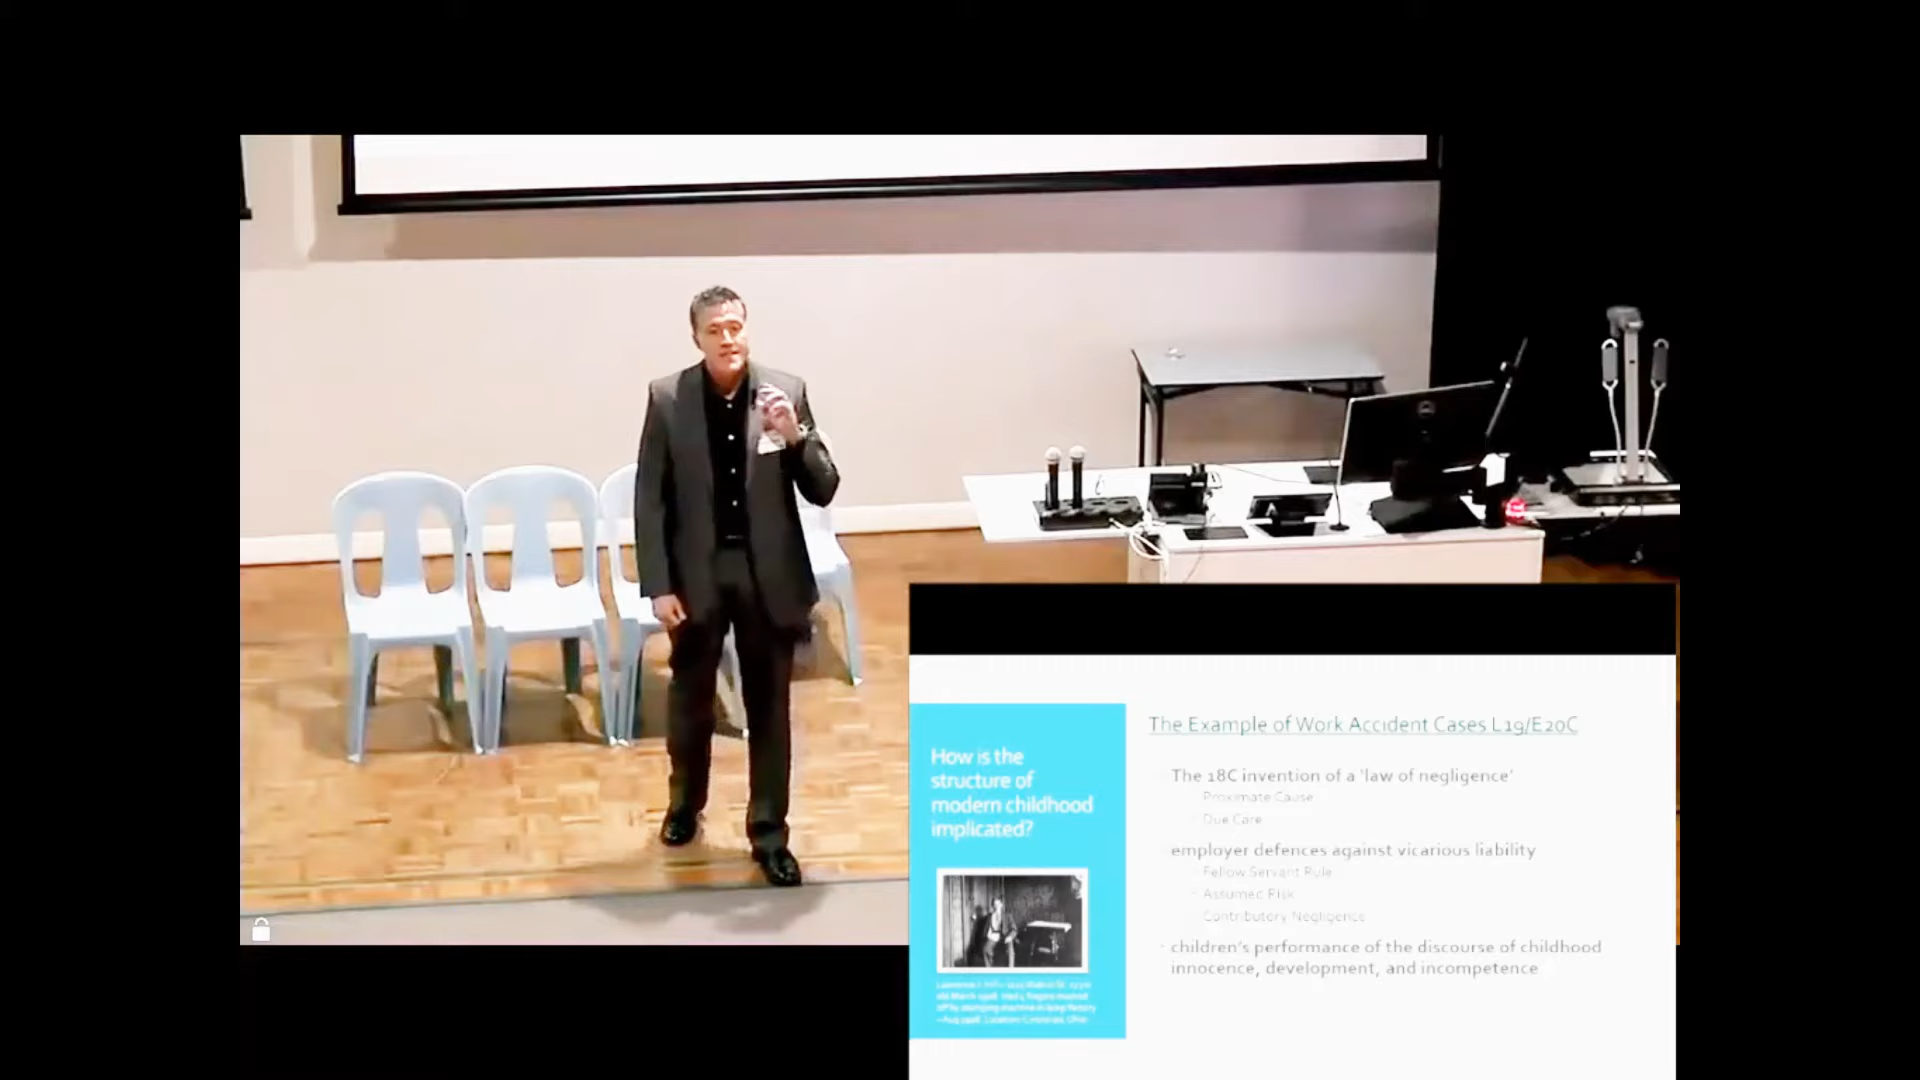 How is the
structure of
modern childhood
implicated?
The Example of Work Accident Cases L19/E20C
The 18C invention of a 'law of negligence'
Proximate Cause
Due Care
employer defences against vicarious liability
Fellow Servant Rule
Assumed Risk
Contributory Negligence
children's performance of the discourse of childhood
innocence, development, and incompetence